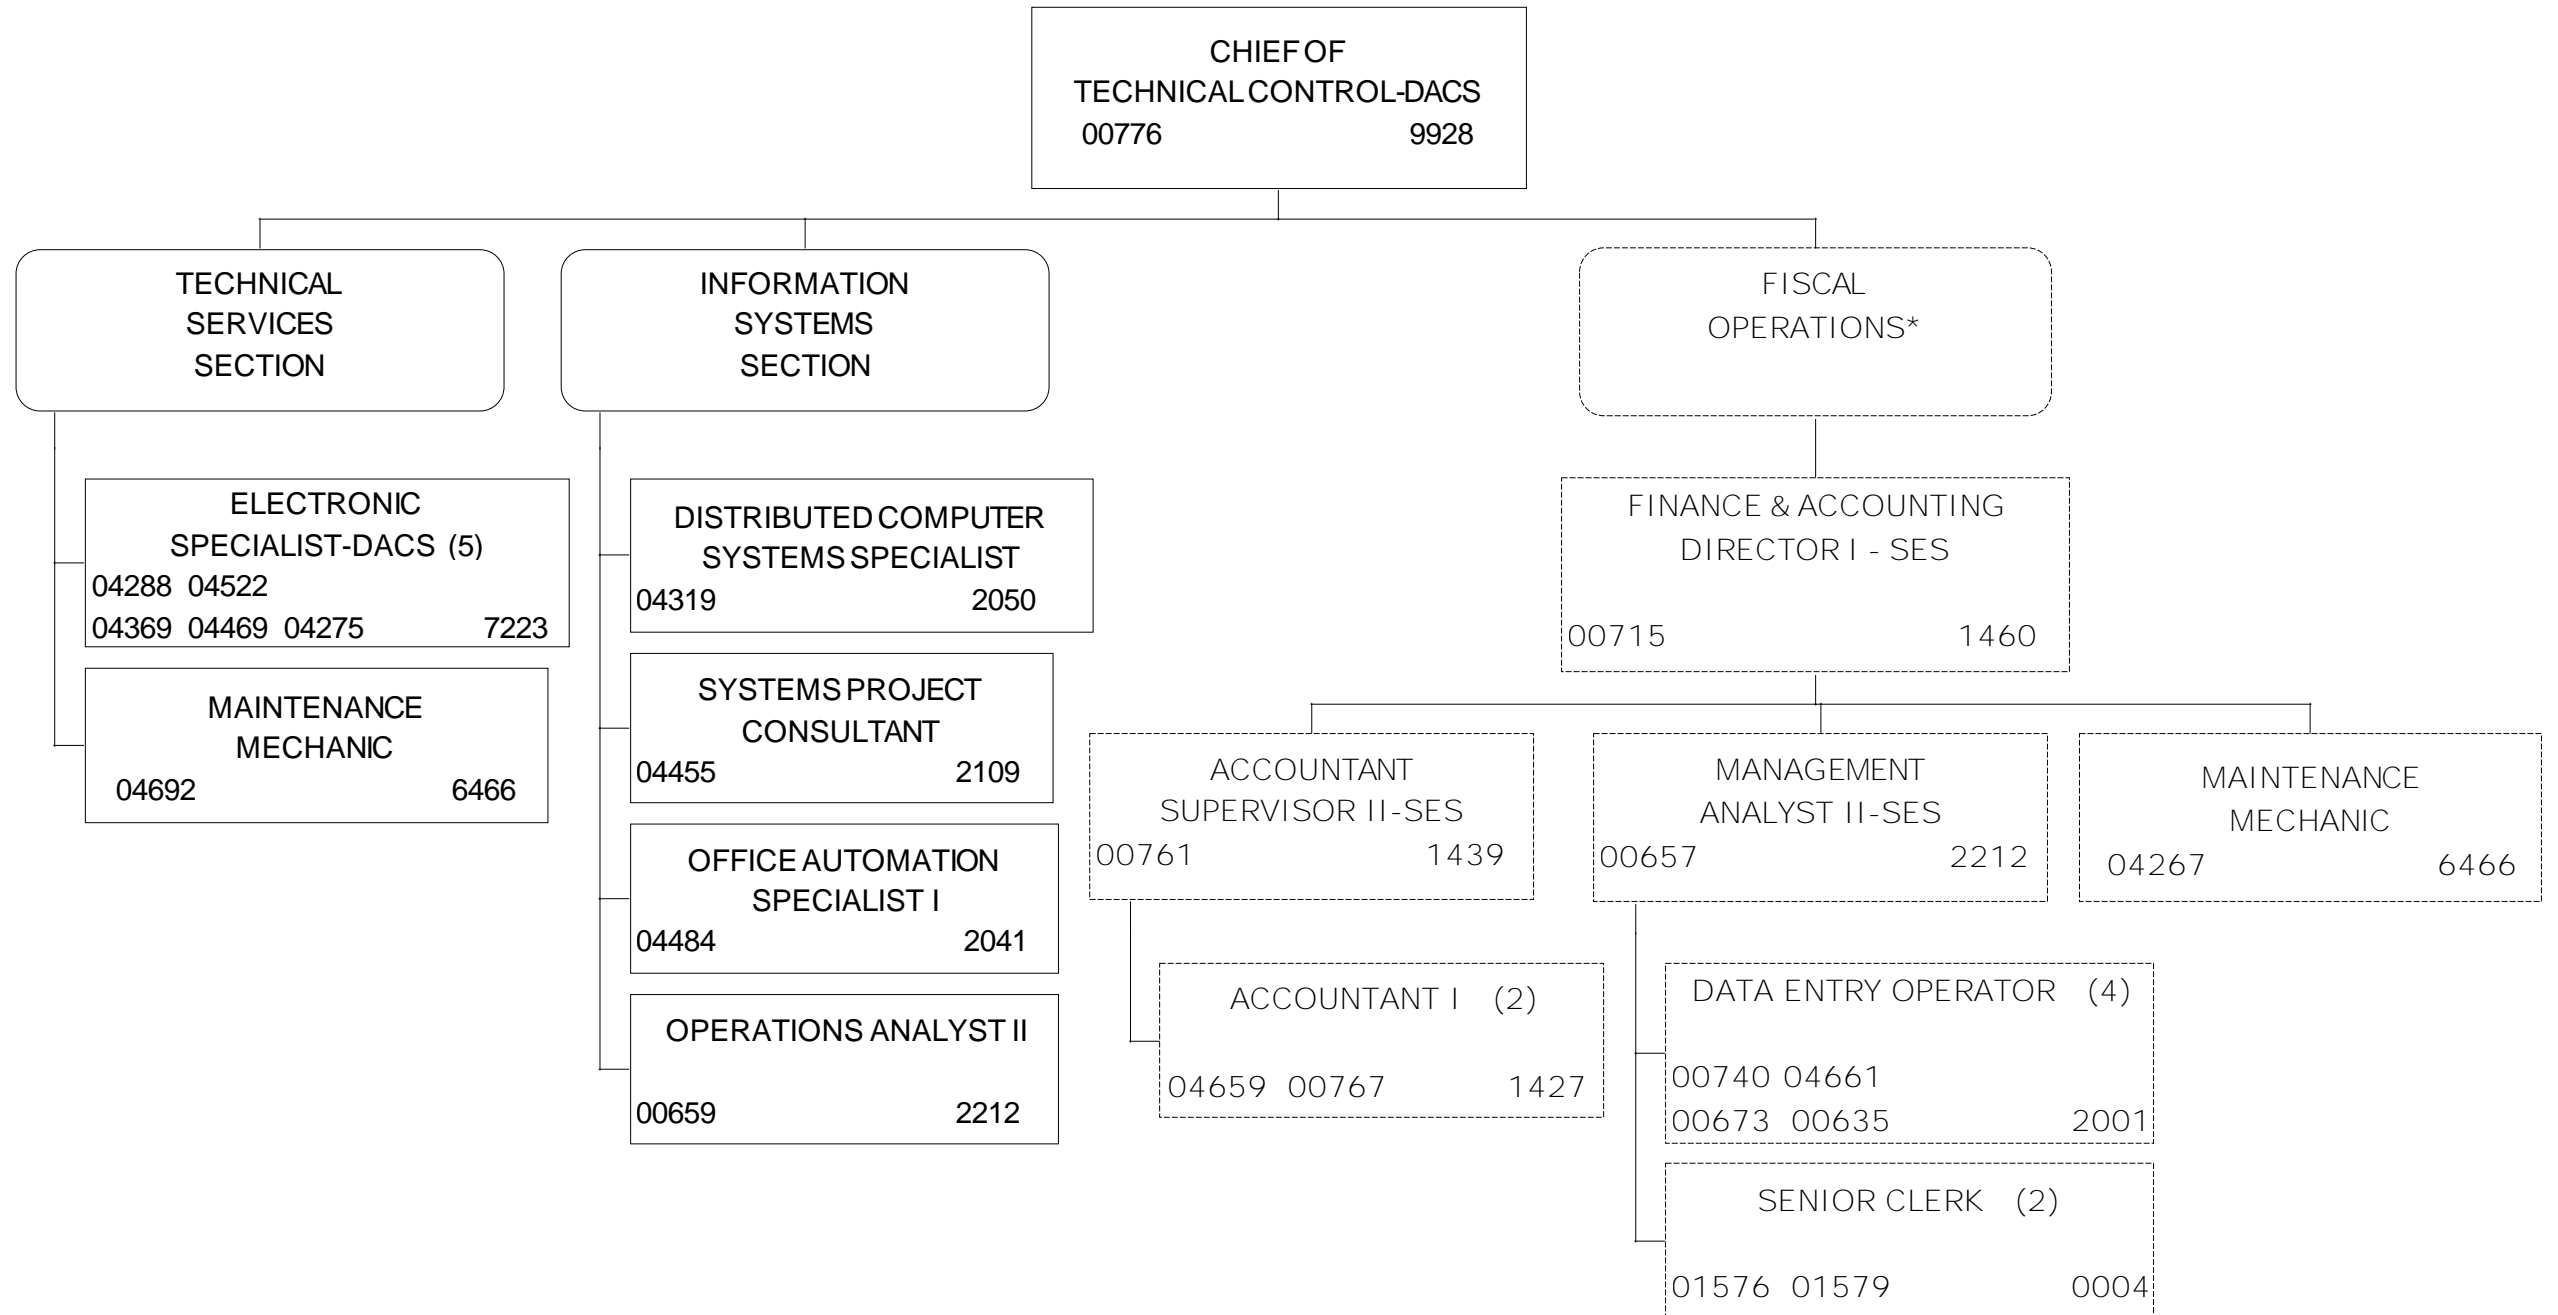 CHIEF OF
TECHNICAL CONTROL-DACS
00776 9928
TECHNICAL
SERVICES
SECTION
ELECTRONIC
SPECIALIST-DACS (5)
04288 04522
04369 04469 04275 7223
MAINTENANCE
MECHANIC
04692 6466
INFORMATION
SYSTEMS
SECTION
DISTRIBUTED COMPUTER
SYSTEMS SPECIALIST
04319 2050
SYSTEMS PROJECT
CONSULTANT
04455 2109
OFFICE AUTOMATION
SPECIALIST I
04484 2041
OPERATIONS ANALYST II
00659 2212
FISCAL
OPERATIONS*
FINANCE & ACCOUNTING
DIRECTOR I - SES
00715 1460
ACCOUNTANT
SUPERVISOR II-SES
00761 1439
ACCOUNTANT I (2)
04659 00767 1427
MANAGEMENT
ANALYST II-SES
00657 2212
DATA ENTRY OPERATOR (4)
00740 04661
00673 00635 2001
SENIOR CLERK (2)
01576 01579 0004
MAINTENANCE
MECHANIC
04267 6466